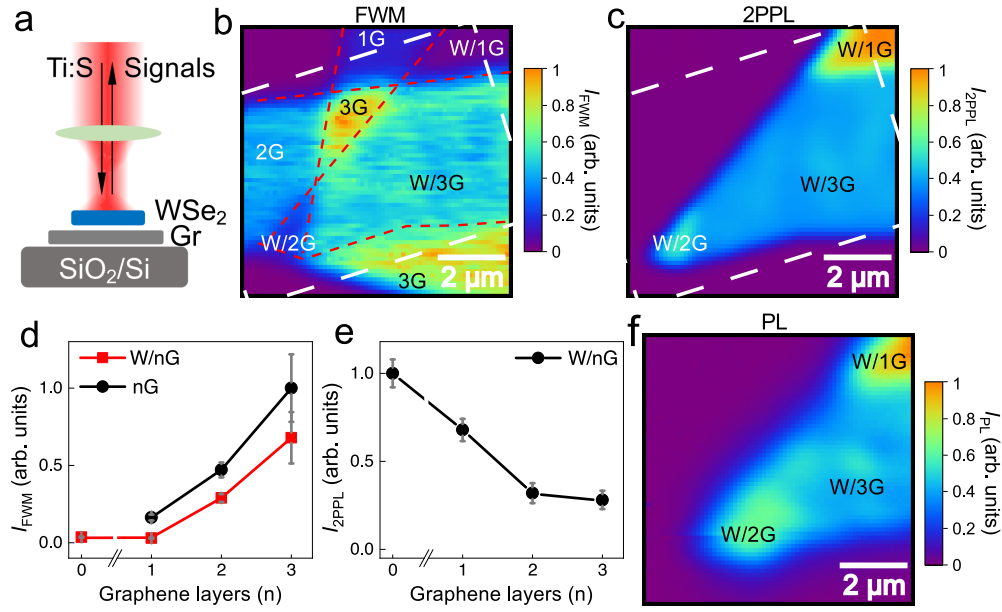 a
Ti:S Signals
WSe₂
Gr
SiO₂/Si
b
FWM
1G
W/1G
3G
2G
W/3G
W/2G
3G
2 μm
1
0.8
0.6
0.4
0.2
0
I_FWM (arb. units)
c
2PPL
W/1G
W/3G
W/2G
2 μm
1
0.8
0.6
0.4
0.2
0
I_2PPL (arb. units)
d
W/nG
nG
1.0
0.5
0.0
I_FWM (arb. units)
0 1 2 3
Graphene layers (n)
e
W/nG
1.0
0.5
0.0
I_2PPL (arb. units)
0 1 2 3
Graphene layers (n)
f
PL
W/1G
W/3G
W/2G
2 μm
1
0.8
0.6
0.4
0.2
0
I_PL (arb. units)